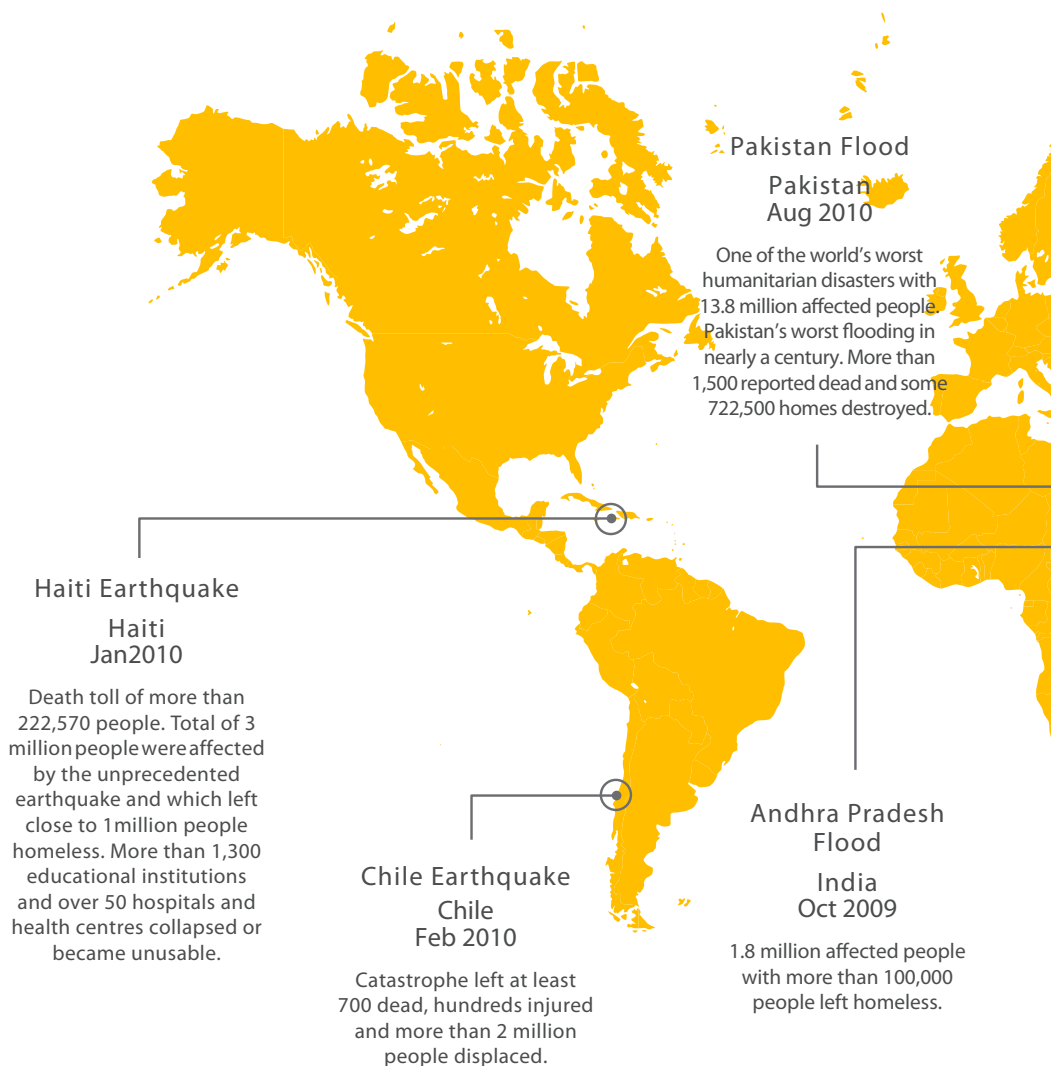 Pakistan Flood
Pakistan
Aug 2010
One of the world's worst
humanitarian disasters with
13.8 million affected people.
Pakistan's worst flooding in
nearly a century. More than
1,500 reported dead and some
722,500 homes destroyed.
Haiti Earthquake
Haiti
Jan2010
Death toll of more than
222,570 people. Total of 3
million people were affected
by the unprecedented
earthquake and which left
close to 1million people
homeless. More than 1,300
educational institutions
and over 50 hospitals and
health centres collapsed or
became unusable.
Chile Earthquake
Chile
Feb 2010
Catastrophe left at least
700 dead, hundreds injured
and more than 2 million
people displaced.
Andhra Pradesh
Flood
India
Oct 2009
1.8 million affected people
with more than 100,000
people left homeless.